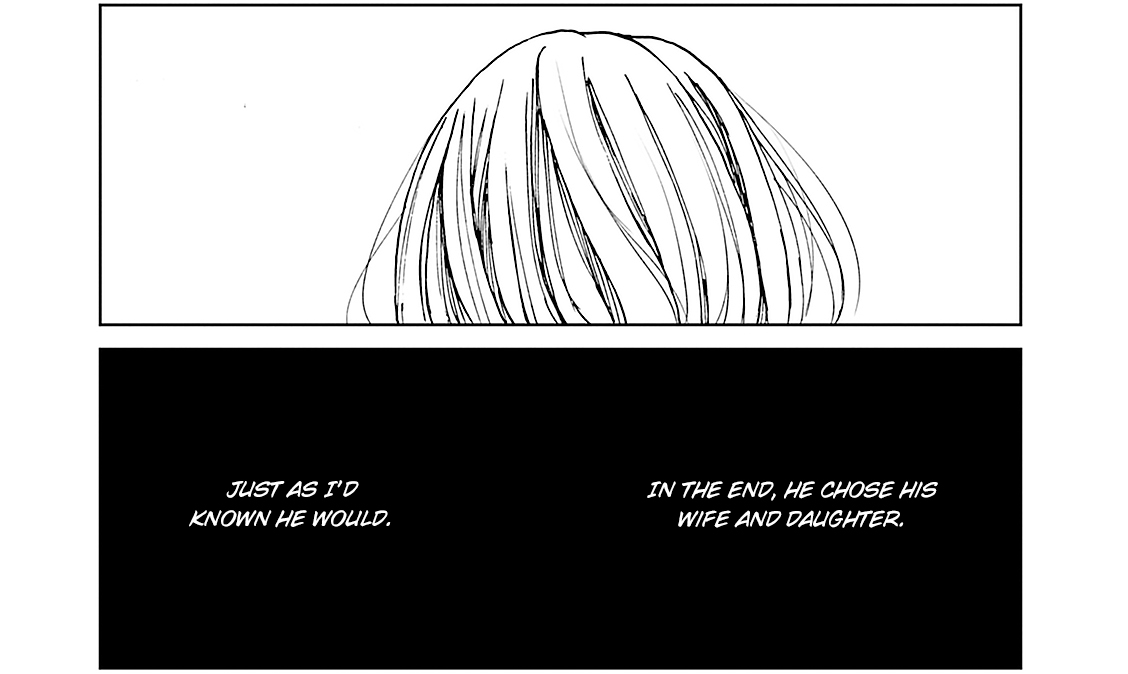 IN THE END, HE CHOSE HIS
WIFE AND DAUGHTER.
JUST AS I'D
KNOWN HE WOULD.